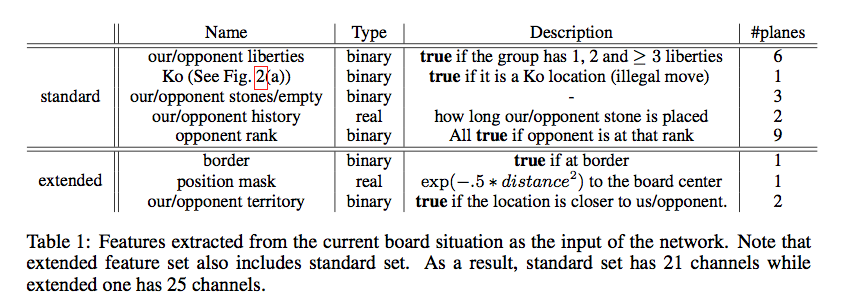 Name Type Description #planes
our/opponent liberties binary true if the group has 1, 2 and ≥ 3 liberties 6
Ko (See Fig. 2(a)) binary true if it is a Ko location (illegal move) 1
standard our/opponent stones/empty binary - 3
our/opponent history real how long our/opponent stone is placed 2
opponent rank binary All true if opponent is at that rank 9
border binary true if at border 1
extended position mask real exp(−.5 ∗ distance²) to the board center 1
our/opponent territory binary true if the location is closer to us/opponent. 2
Table 1: Features extracted from the current board situation as the input of the network. Note that
extended feature set also includes standard set. As a result, standard set has 21 channels while
extended one has 25 channels.